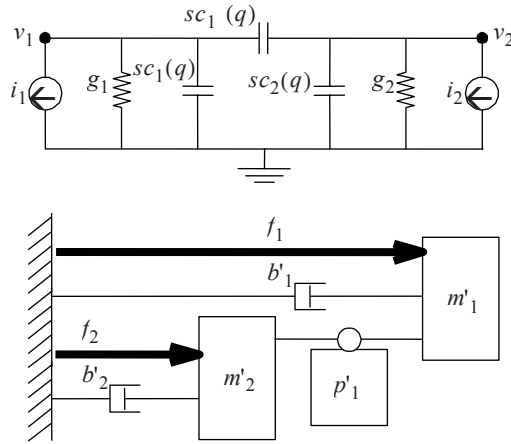 sc₁ (q)
v₁ v₂
i₁ g₁ sc₁(q) sc₂(q) g₂ i₂
f₁
b'₁
m'₁
f₂
b'₂ m'₂ p'₁